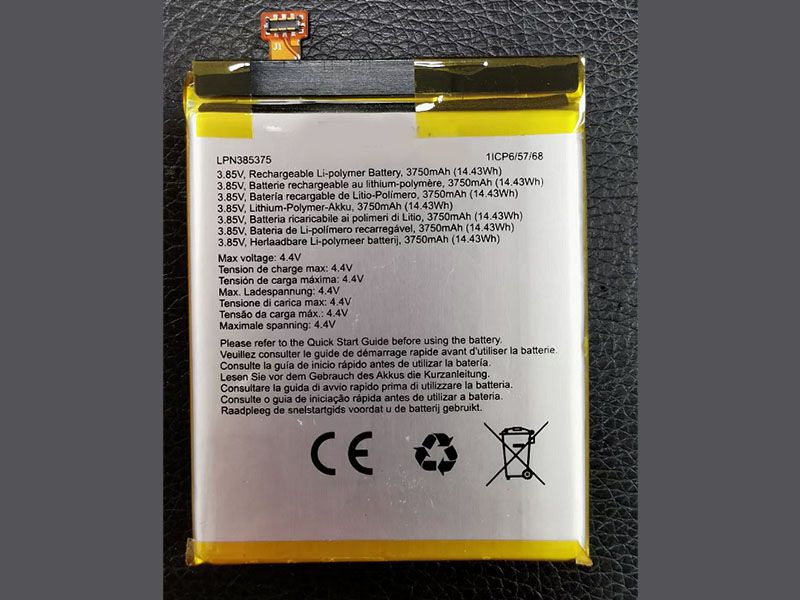 J1
LPN385375 1ICP6/57/68
3.85V, Rechargeable Li-polymer Battery, 3750mAh (14.43Wh)
3.85V, Batterie rechargeable au lithium-polymère, 3750mAh (14.43Wh)
3.85V, Batería recargable de Litio-Polímero, 3750mAh (14.43Wh)
3.85V, Lithium-Polymer-Akku, 3750mAh (14.43Wh)
3.85V, Batteria ricaricabile ai polimeri di Litio, 3750mAh (14.43Wh)
3.85V, Bateria de Li-polímero recarregável, 3750mAh (14.43Wh)
3.85V, Herlaadbare Li-polymeer batterij, 3750mAh (14.43Wh)
Max voltage: 4.4V
Tension de charge max: 4.4V
Tensión de carga máxima: 4.4V
Max. Ladespannung: 4.4V
Tensione di carica max: 4.4V
Tensão da carga máx.: 4.4V
Maximale spanning: 4.4V
Please refer to the Quick Start Guide before using the battery.
Veuillez consulter le guide de démarrage rapide avant d'utiliser la batterie.
Consulte la guía de inicio rápido antes de utilizar la batería.
Lesen Sie vor dem Gebrauch des Akkus die Kurzanleitung.
Consultare la guida di avvio rapido prima di utilizzare la batteria.
Consulte o guia de iniciação rápida antes de utilizar a bateria.
Raadpleeg de snelstartgids voordat u de batterij gebruikt.
CE